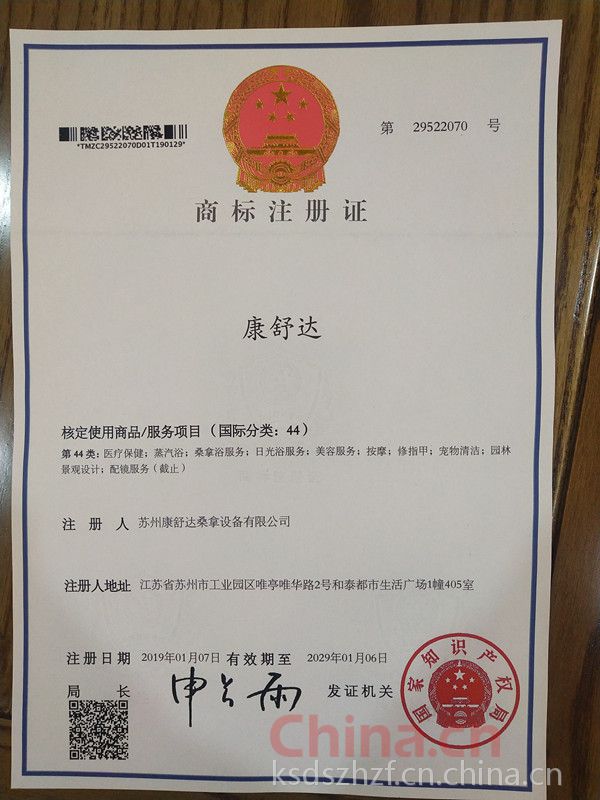 第 29522070 号
*TMZC29522070D01T190129*
商标注册证
康舒达
核定使用商品/服务项目（国际分类：44）
第 44 类：医疗保健；蒸汽浴；桑拿浴服务；日光浴服务；美容服务；按摩；修指甲；宠物清洁；园林
景观设计；配镜服务（截止）
注 册 人 苏州康舒达桑拿设备有限公司
注册人地址 江苏省苏州市工业园区唯亭唯华路2号和泰都市生活广场1幢405室
注册日期 2019年01月07日 有效期至 2029年01月06日
局 长 申长雨 发证机关
国家知识产权局
China.cn
ksdszhzf.cn.china.cn